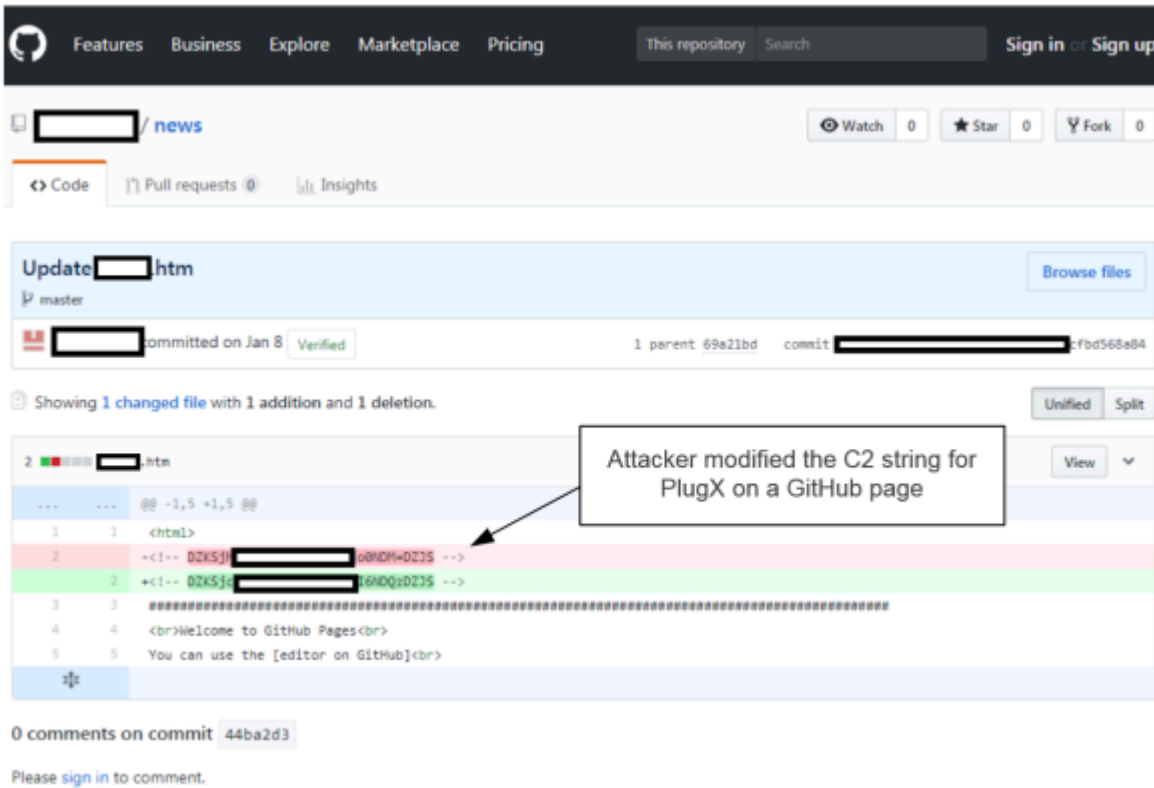 Features Business Explore Marketplace Pricing This repository Search Sign in or Sign up
/ news Watch 0 Star 0 Fork 0
Code Pull requests 0 Insights
Update .htm Browse files
master
committed on Jan 8 Verified 1 parent 69a21bd commit cfbd568a84
Showing 1 changed file with 1 addition and 1 deletion. Unified Split
Attacker modified the C2 string for
PlugX on a GitHub page
2 .htm View
... ... @@ -1,5 +1,5 @@
1 1 <html>
2 -<!-- DZKSj o0NDM=DZJS -->
2 +<!-- DZKSjc I6NDQzDZJS -->
3 3 ################################################################################################
4 4 <br>Welcome to GitHub Pages<br>
5 5 You can use the [editor on GitHub]<br>
0 comments on commit 44ba2d3
Please sign in to comment.